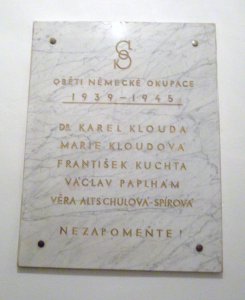 S
OBĚTI NĚMECKÉ OKUPACE
1939–1945
DR KAREL KLOUDA
MARIE KLOUDOVÁ
FRANTIŠEK KUCHTA
VÁCLAV PAPLHAM
VĚRA ALTSCHULOVÁ-SPÍROVÁ
NEZAPOMEŇTE!